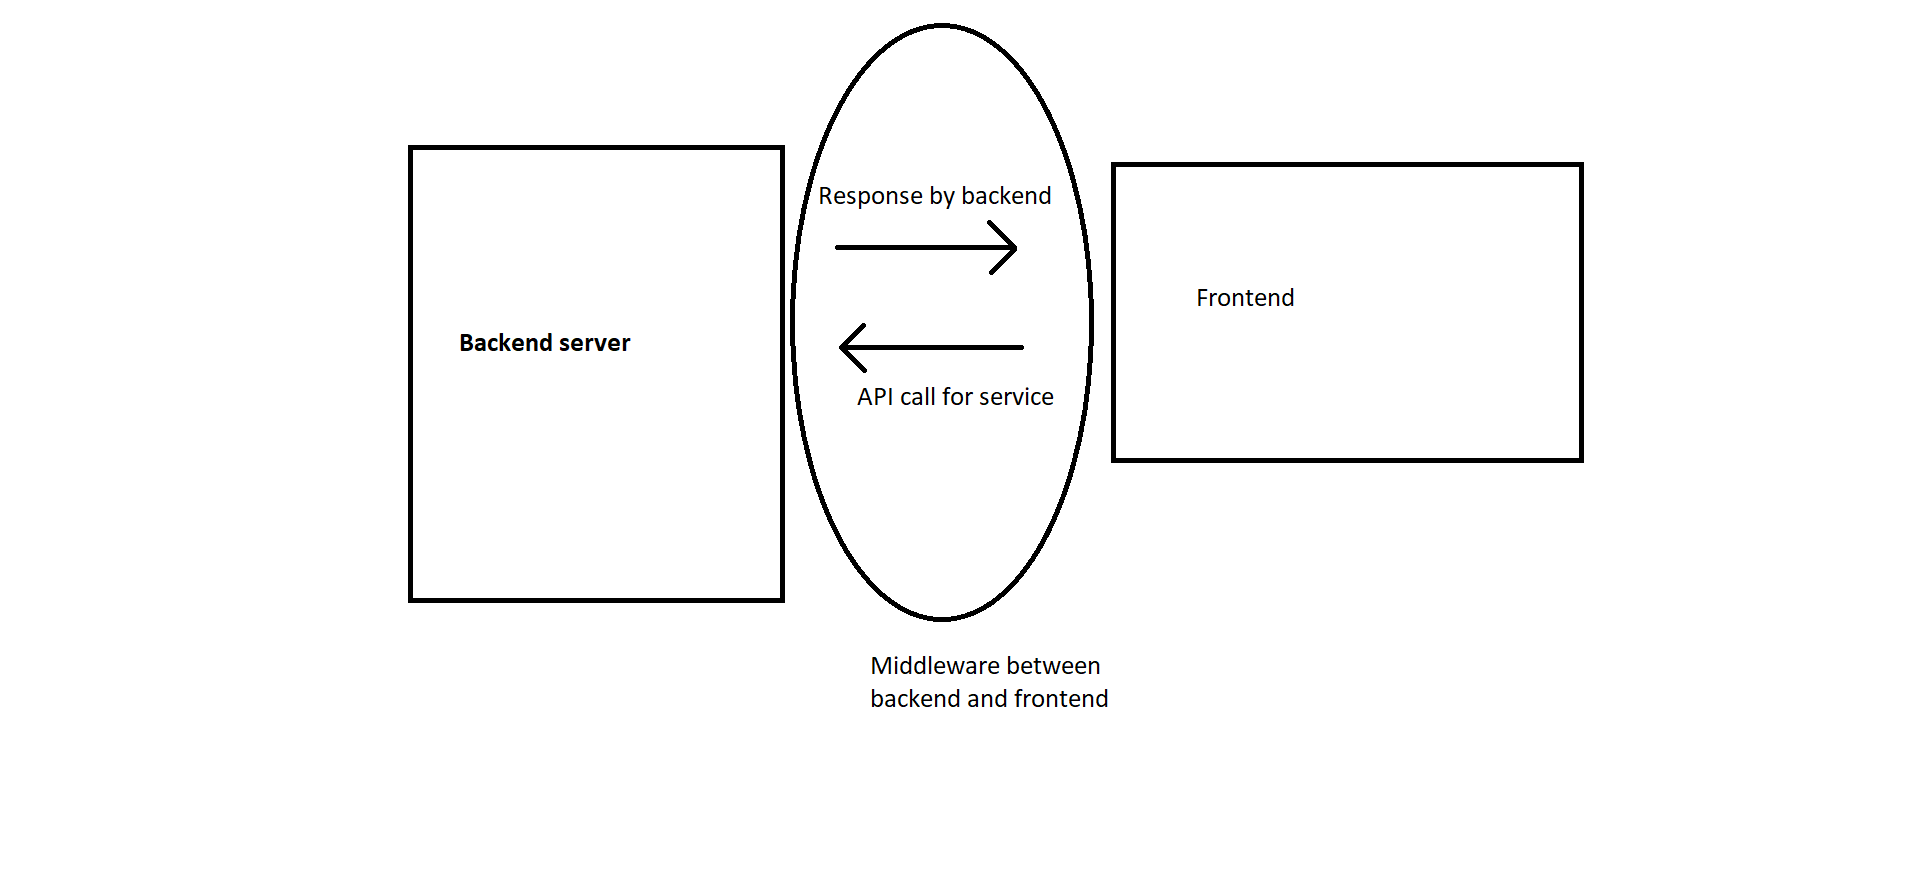 Response by backend
Frontend
Backend server
API call for service
Middleware between
backend and frontend